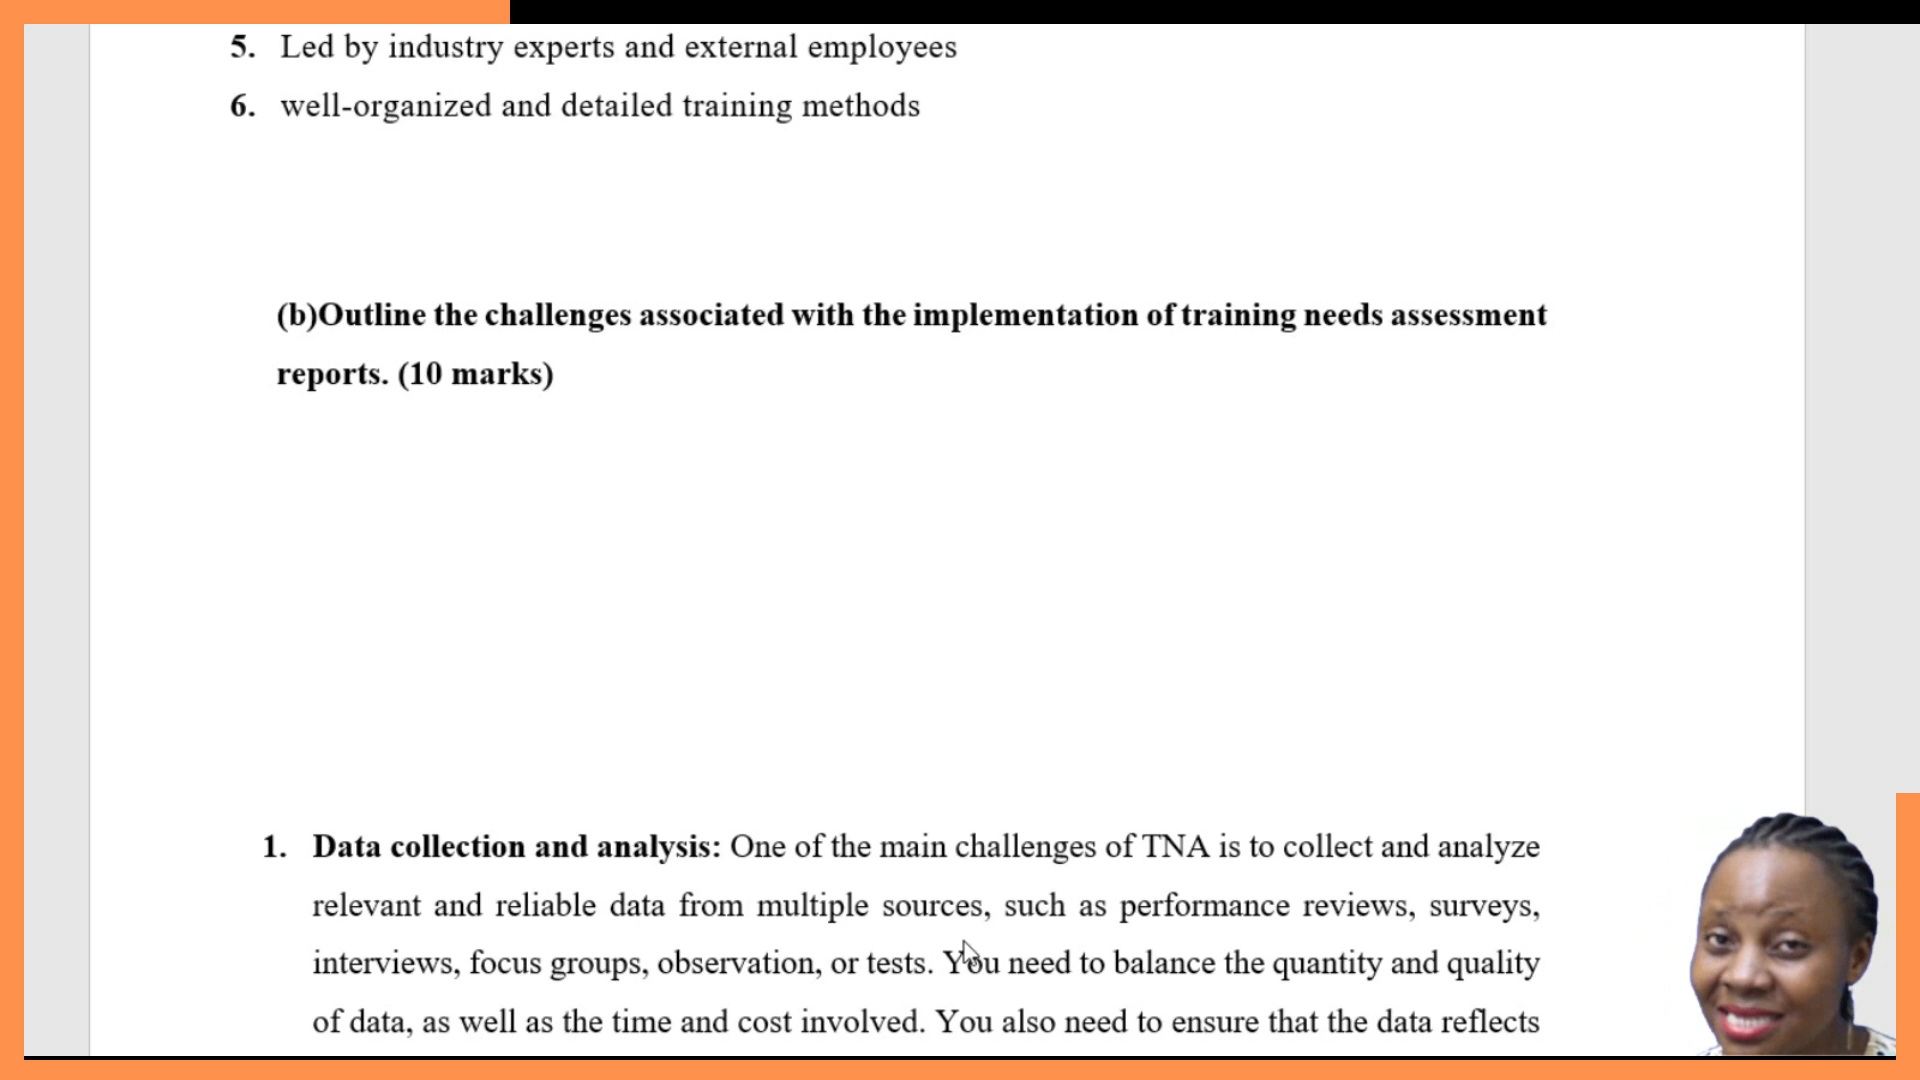 5. Led by industry experts and external employees
6. well-organized and detailed training methods
(b)Outline the challenges associated with the implementation of training needs assessment
reports. (10 marks)
1. Data collection and analysis: One of the main challenges of TNA is to collect and analyze
relevant and reliable data from multiple sources, such as performance reviews, surveys,
interviews, focus groups, observation, or tests. You need to balance the quantity and quality
of data, as well as the time and cost involved. You also need to ensure that the data reflects